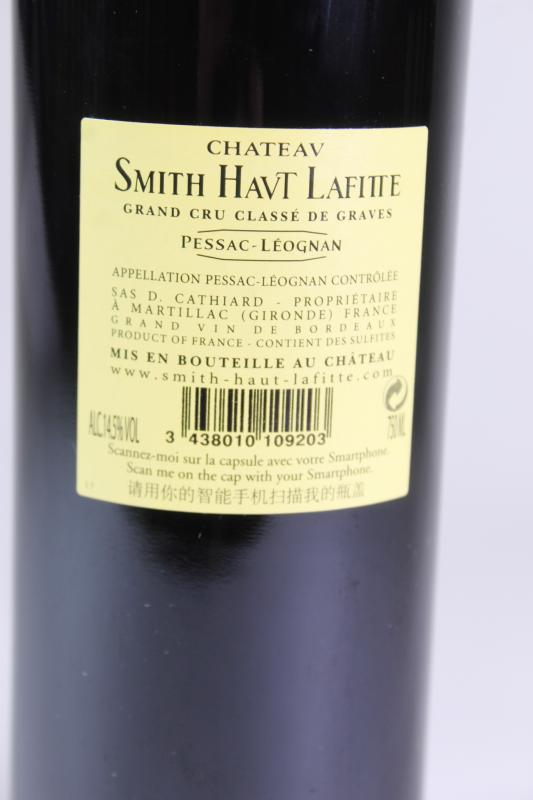 CHATEAV
SMITH HAVT LAFITTE
GRAND CRU CLASSÉ DE GRAVES
PESSAC-LÉOGNAN
APPELLATION PESSAC-LÉOGNAN CONTRÔLÉE
SAS D. CATHIARD - PROPRIÉTAIRE
À MARTILLAC (GIRONDE) FRANCE
GRAND VIN DE BORDEAUX
PRODUCT OF FRANCE - CONTIENT DES SULFITES
MIS EN BOUTEILLE AU CHÂTEAU
www.smith-haut-lafitte.com
ALC.14,5% VOL
3 438010 109203
750 ML
Scannez-moi sur la capsule avec votre Smartphone.
Scan me on the cap with your Smartphone.
请用你的智能手机扫描我的瓶盖